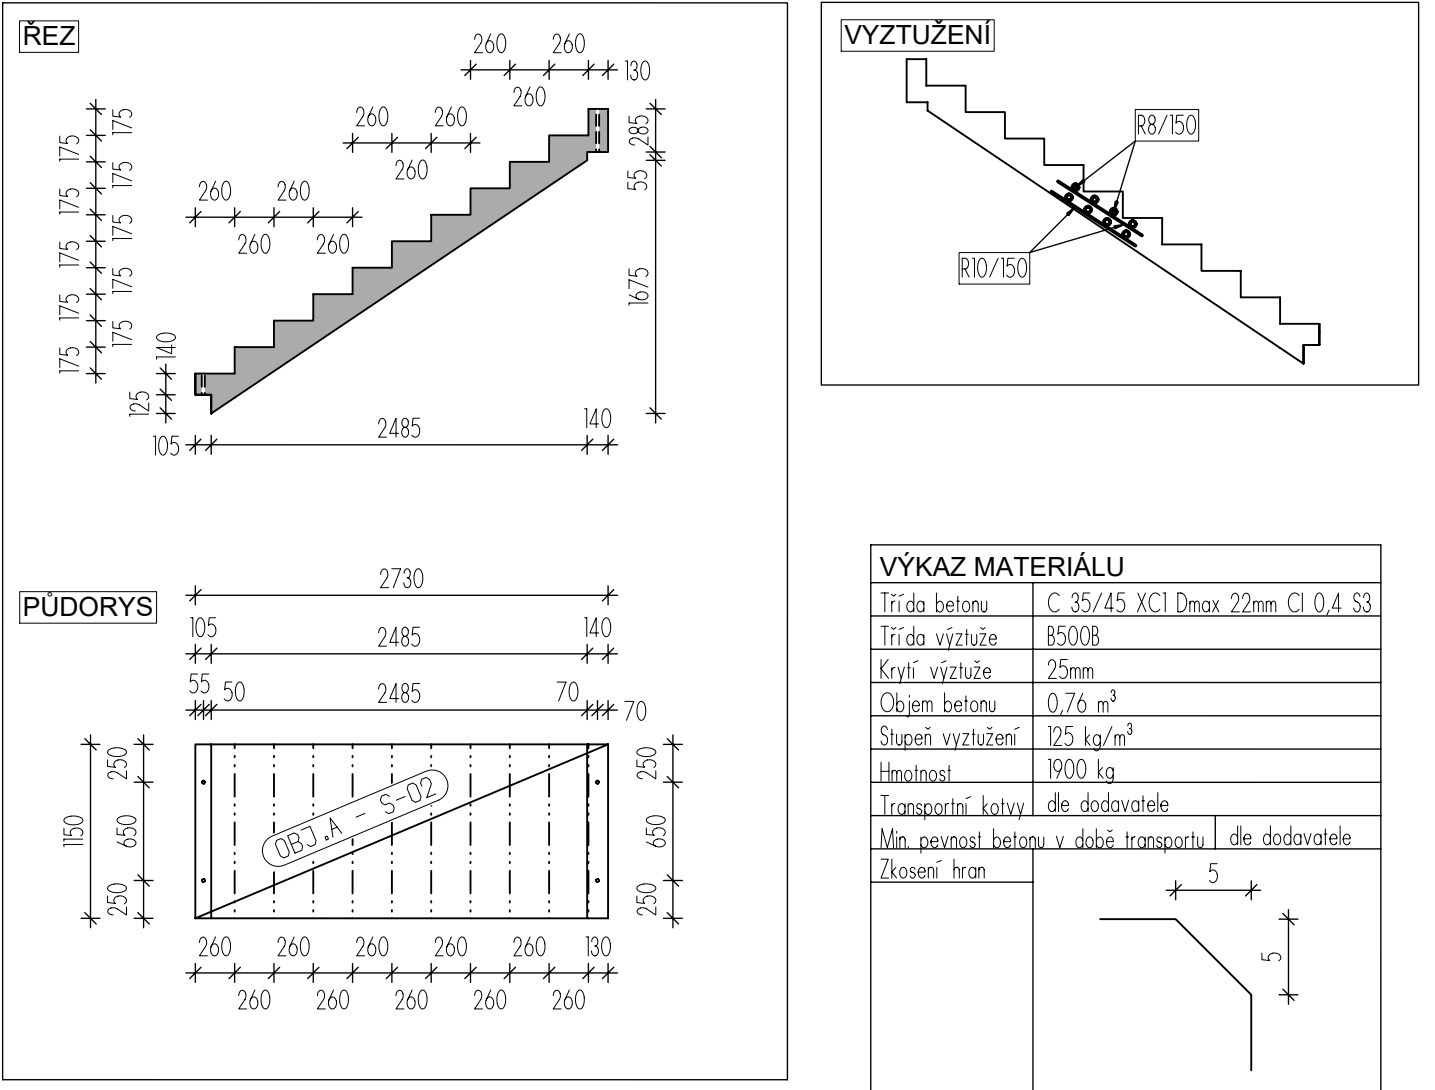 ŘEZ
260 260
130
260
260 260
260
260 260
260 260
175 175 175 175 175
175 175 175 175 175
140
125
285
55
1675
105 2485 140
PŮDORYS
2730
105 2485 140
55 50 2485 70 70
1150
250 650 250
OBJ.A - S-02
250 650 250
260 260 260 260 260 130
260 260 260 260 260
VYZTUŽENÍ
R8/150
R10/150
VÝKAZ MATERIÁLU
Třída betonu C 35/45 XC1 Dmax 22mm Cl 0,4 S3
Třída výztuže B500B
Krytí výztuže 25mm
Objem betonu 0,76 m³
Stupeň vyztužení 125 kg/m³
Hmotnost 1900 kg
Transportní kotvy dle dodavatele
Min. pevnost betonu v době transportu dle dodavatele
Zkosení hran
5
5